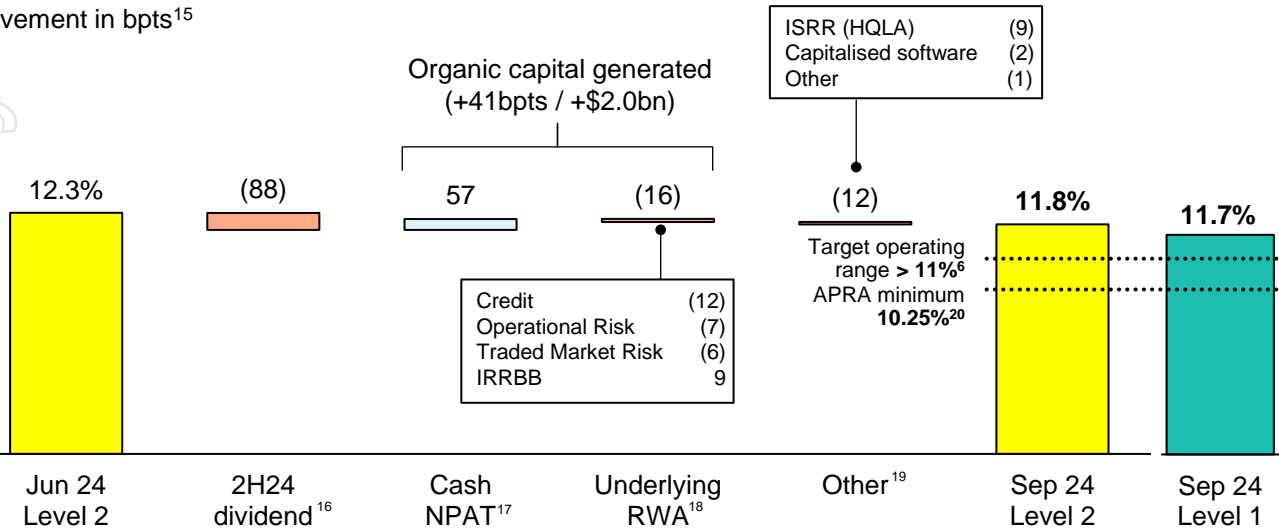 vement in bpts15
ISRR (HQLA) (9)
Capitalised software (2)
Other (1)
Organic capital generated
(+41bpts / +$2.0bn)
12.3%
(88)
57
(16)
(12)
11.8%
11.7%
Target operating
range > 11%6
APRA minimum
10.25%20
Credit (12)
Operational Risk (7)
Traded Market Risk (6)
IRRBB 9
Jun 24
Level 2
2H24
dividend16
Cash
NPAT17
Underlying
RWA18
Other19
Sep 24
Level 2
Sep 24
Level 1